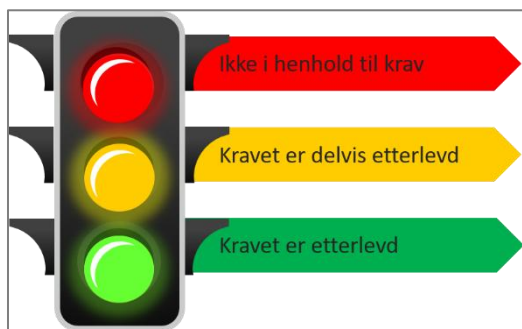 Ikke i henhold til krav
Kravet er delvis etterlevd
Kravet er etterlevd